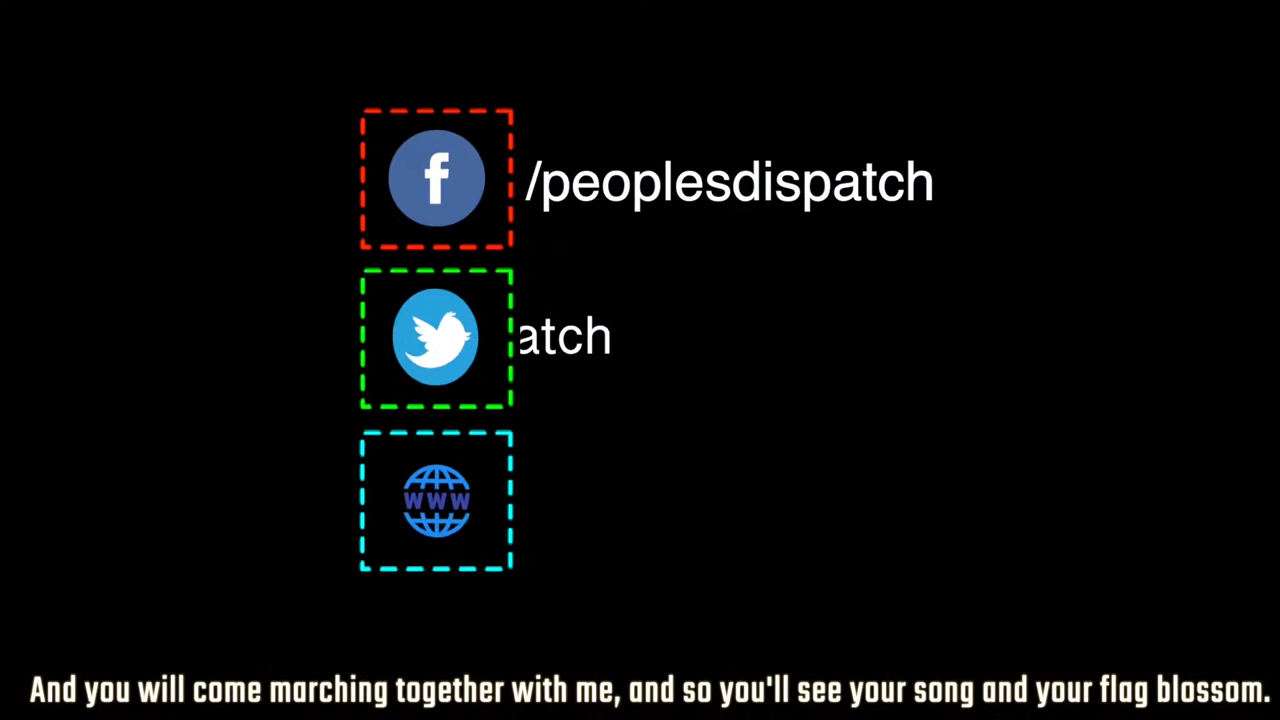 f /peoplesdispatch
atch
WWW
And you will come marching together with me, and so you'll see your song and your flag blossom.